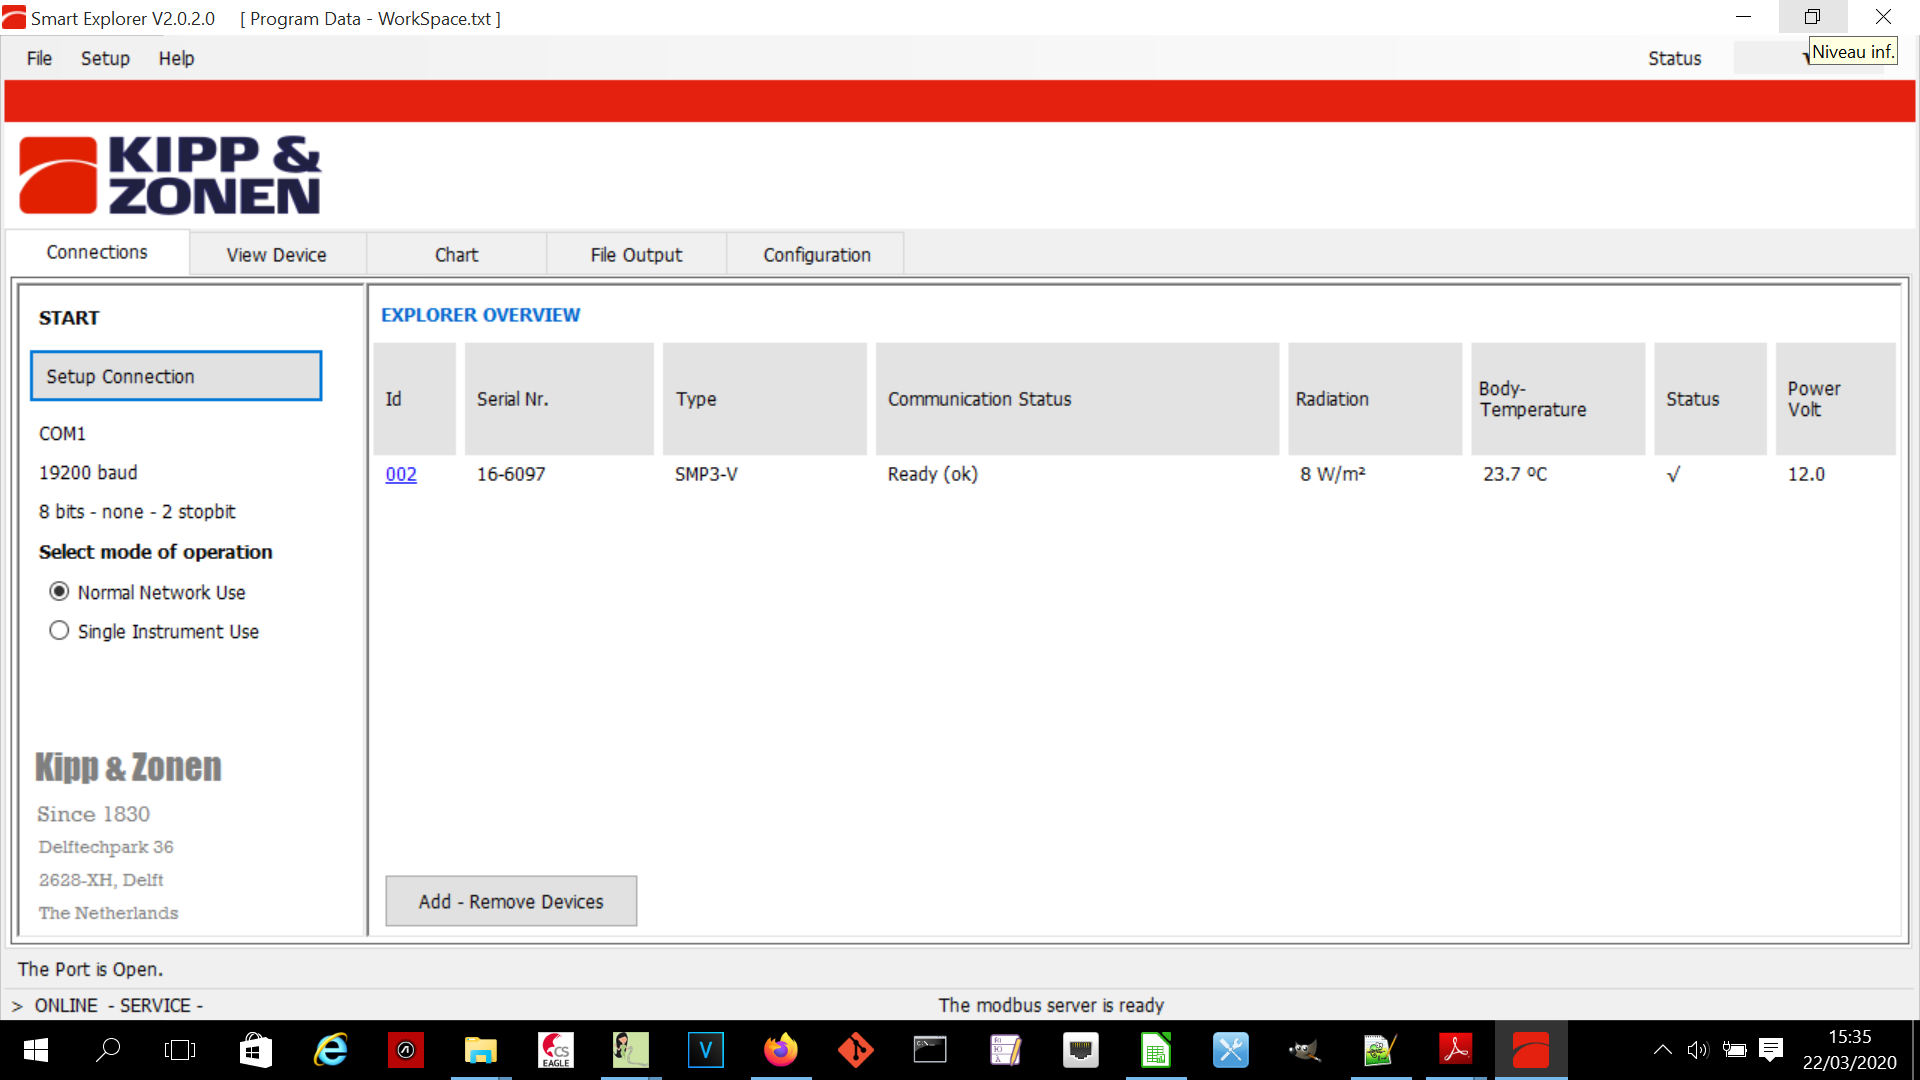 Smart Explorer V2.0.2.0 [ Program Data - WorkSpace.txt ]
File Setup Help Status
Niveau inf.
KIPP &
ZONEN
Connections View Device Chart File Output Configuration
START
Setup Connection
COM1
19200 baud
8 bits - none - 2 stopbit
Select mode of operation
Normal Network Use
Single Instrument Use
Kipp & Zonen
Since 1830
Delftechpark 36
2628-XH, Delft
The Netherlands
EXPLORER OVERVIEW
Id Serial Nr. Type Communication Status Radiation Body-Temperature Status Power Volt
002 16-6097 SMP3-V Ready (ok) 8 W/m² 23.7 ºC √ 12.0
Add - Remove Devices
The Port is Open.
> ONLINE - SERVICE - The modbus server is ready
CS
EAGLE
V
15:35
22/03/2020